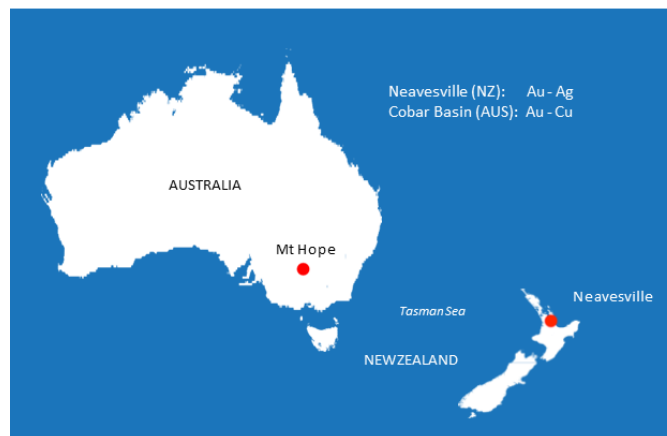 Neavesville (NZ): Au - Ag
Cobar Basin (AUS): Au - Cu
AUSTRALIA
Mt Hope
Neavesville
Tasman Sea
NEWZEALAND